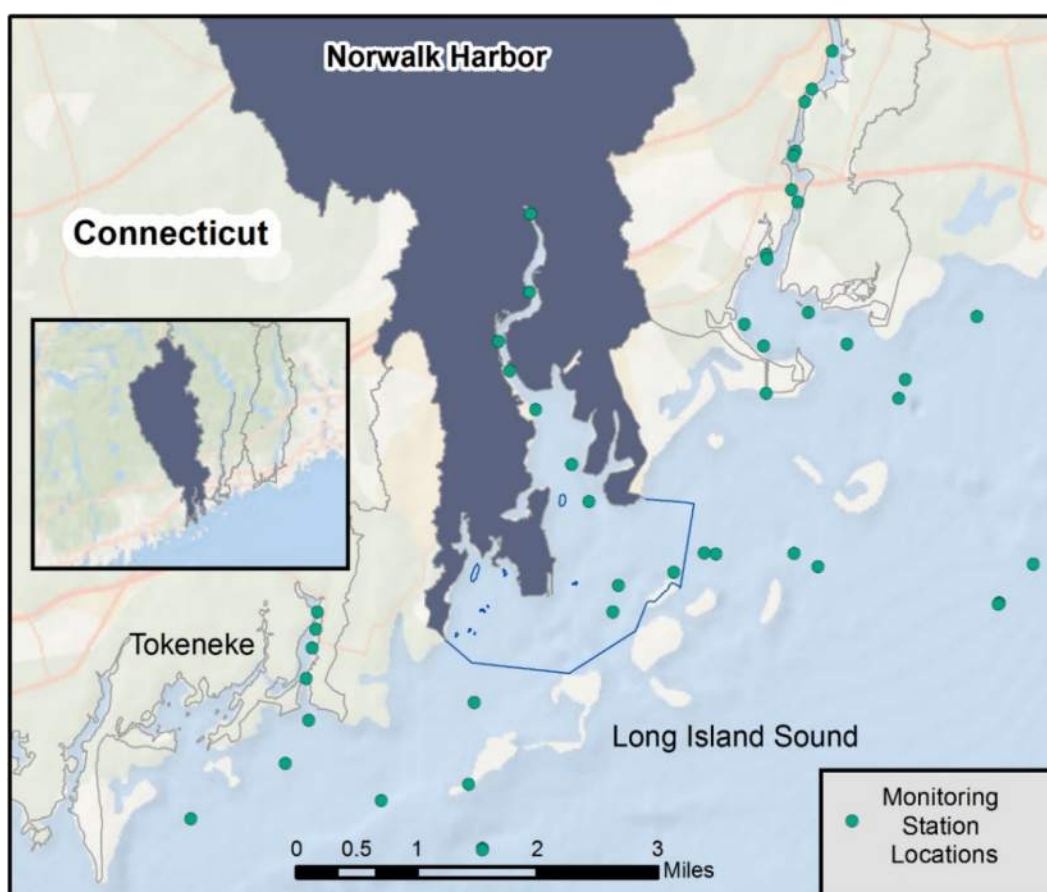 Norwalk Harbor
Connecticut
Tokeneke
Long Island Sound
0 0.5 1 2 3
Miles
Monitoring
Station
Locations